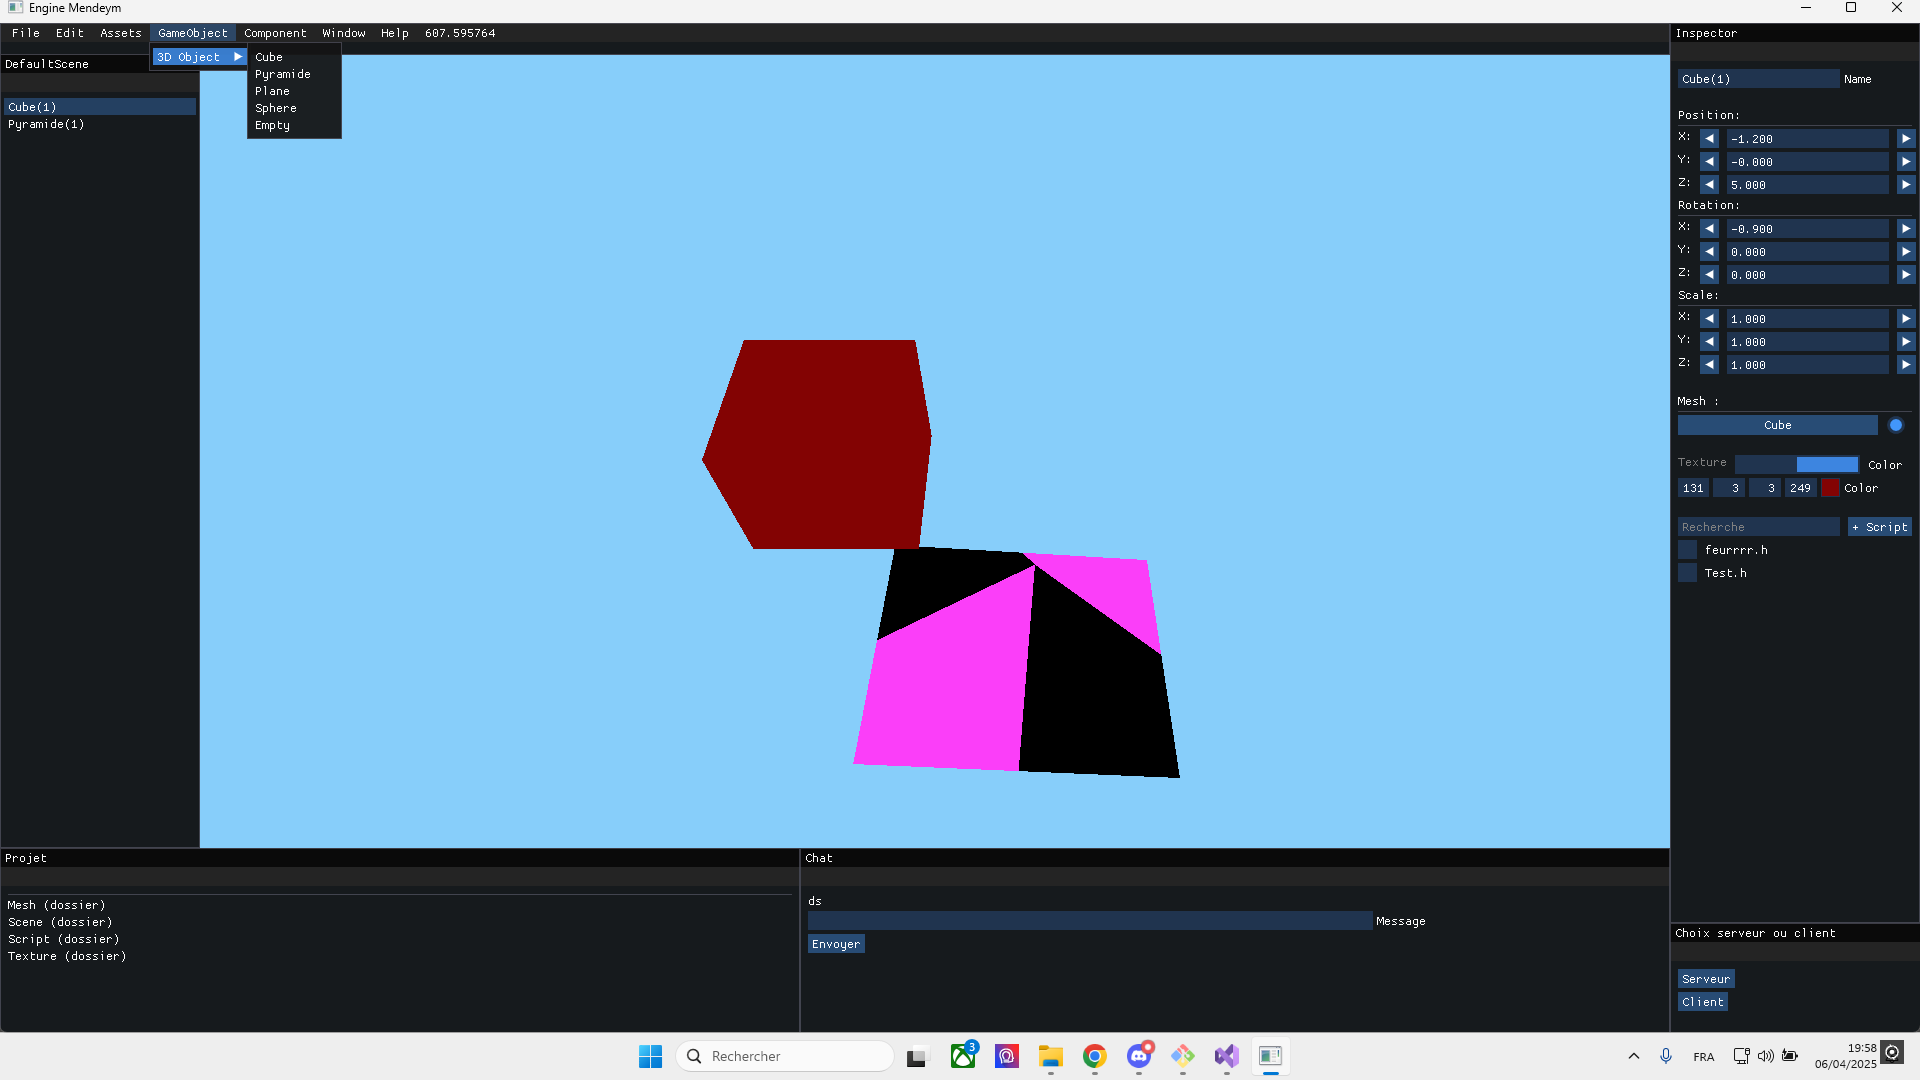 Engine Mendeym
File Edit Assets GameObject Component Window Help 607.595764
3D Object
Cube
Pyramide
Plane
Sphere
Empty
DefaultScene
Cube(1)
Pyramide(1)
Inspector
Cube(1) Name
Position:
X: -1.200
Y: -0.000
Z: 5.000
Rotation:
X: -0.900
Y: 0.000
Z: 0.000
Scale:
X: 1.000
Y: 1.000
Z: 1.000
Mesh :
Cube
Texture Color
131 3 3 249 Color
Recherche + Script
feurrrr.h
Test.h
Projet
Mesh (dossier)
Scene (dossier)
Script (dossier)
Texture (dossier)
Chat
ds
Message
Envoyer
Choix serveur ou client
Serveur
Client
Rechercher
3
FRA
19:58
06/04/2025